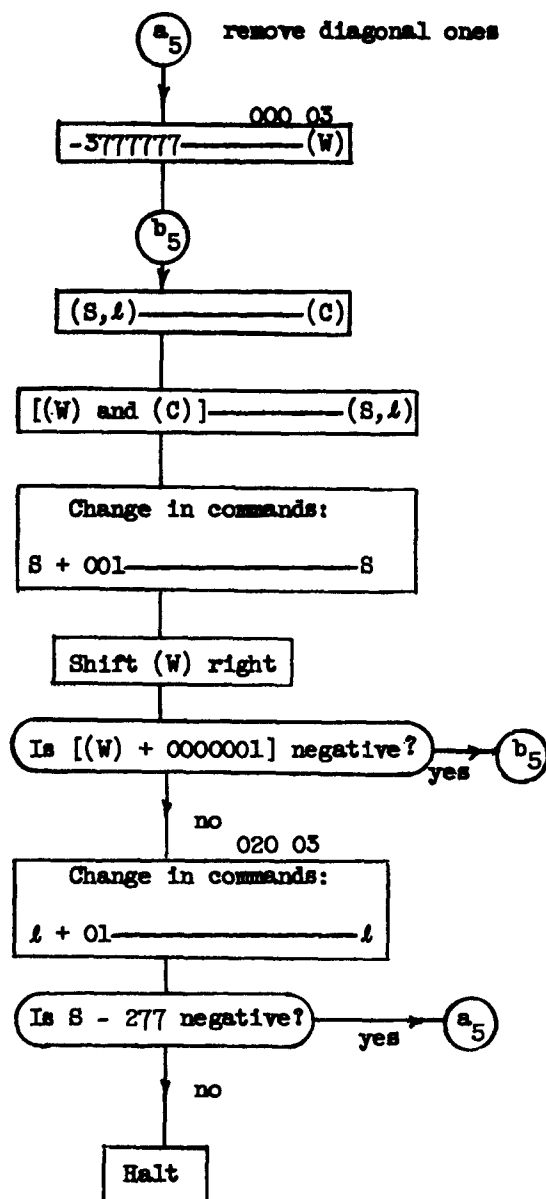 a5 remove diagonal ones
000 03
-3777777 (W)
b5
(S,ℓ) (C)
[(W) and (C)] (S,ℓ)
Change in commands:
S + 001 S
Shift (W) right
Is [(W) + 0000001] negative?
yes
b5
no
020 03
Change in commands:
ℓ + 01 ℓ
Is S - 277 negative?
yes
a5
no
Halt